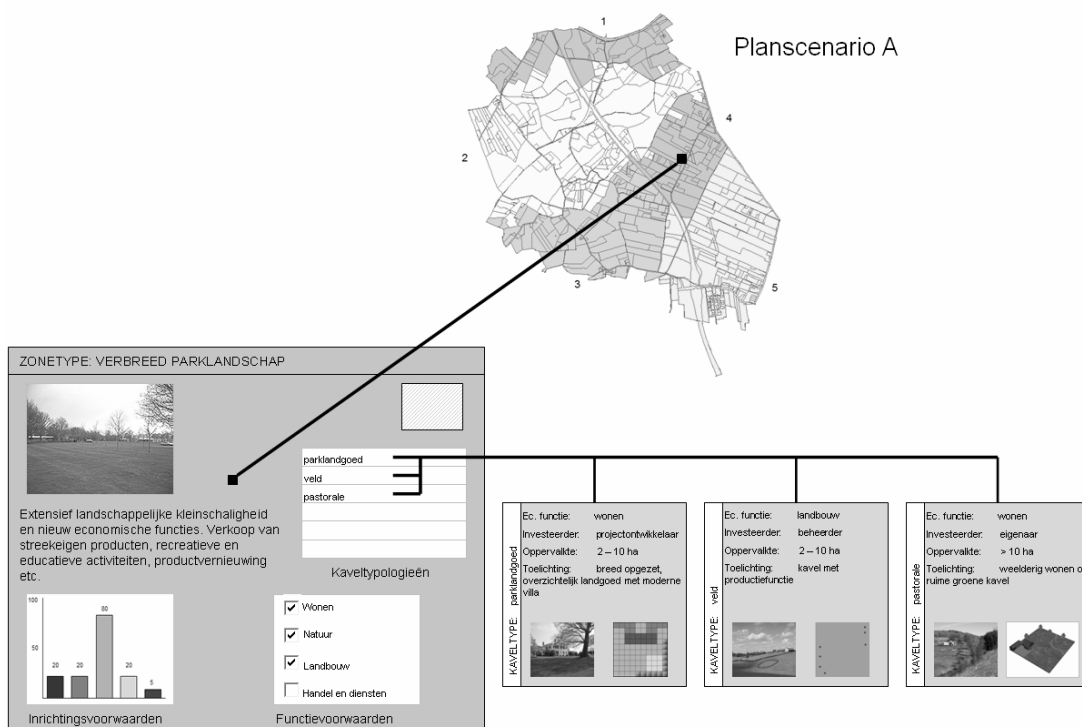 1
Planscenario A
4
2
3
5
ZONETYPE: VERBREED PARKLANDSCHAP
parklandgoed
veld
pastorale
Extensief landschappelijke kleinschaligheid
en nieuw economische functies. Verkoop van
streekeigen producten, recreatieve en
educatieve activiteiten, productvernieuwing
etc.
Kaveltypologieën
100
50
20
20
80
20
5
Inrichtingsvoorwaarden
Wonen
Natuur
Landbouw
Handel en diensten
Functievoorwaarden
KAVELTYPE: parklandgoed
Ec. functie: wonen
Investeerder: projectontwikkelaar
Oppervalkte: 2 – 10 ha
Toelichting: breed opgezet,
overzichtelijk landgoed met moderne
villa
KAVELTYPE: veld
Ec. functie: landbouw
Investeerder: beheerder
Oppervalkte: 2 – 10 ha
Toelichting: kavel met
productiefunctie
KAVELTYPE: pastorale
Ec. functie: wonen
Investeerder: eigenaar
Oppervalkte: > 10 ha
Toelichting: weelderig wonen o
ruime groene kavel